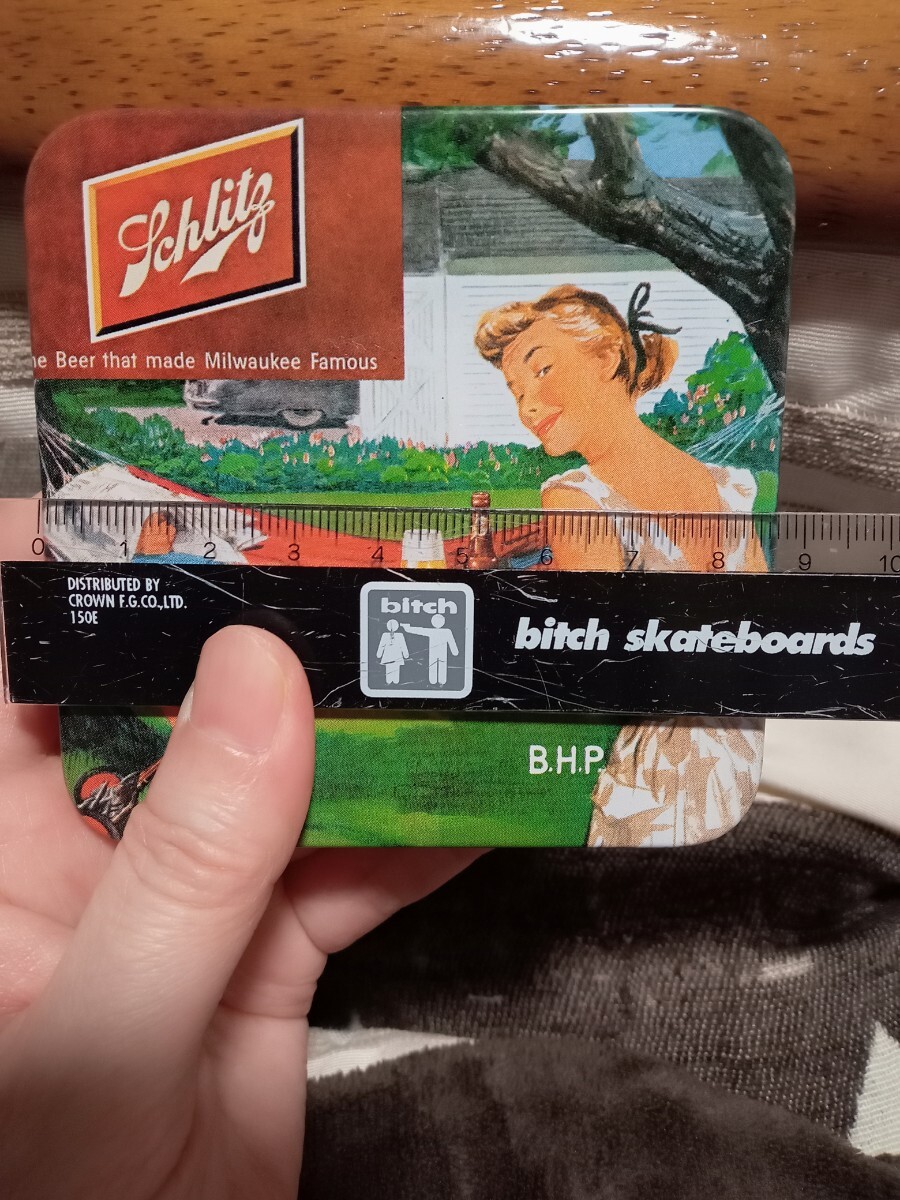 Schlitz
he Beer that made Milwaukee Famous
0 1 2 3 4 5 6 7 8 9 10
DISTRIBUTED BY
CROWN F.G.CO.,LTD.
150E
bitch
bitch skateboards
B.H.P.